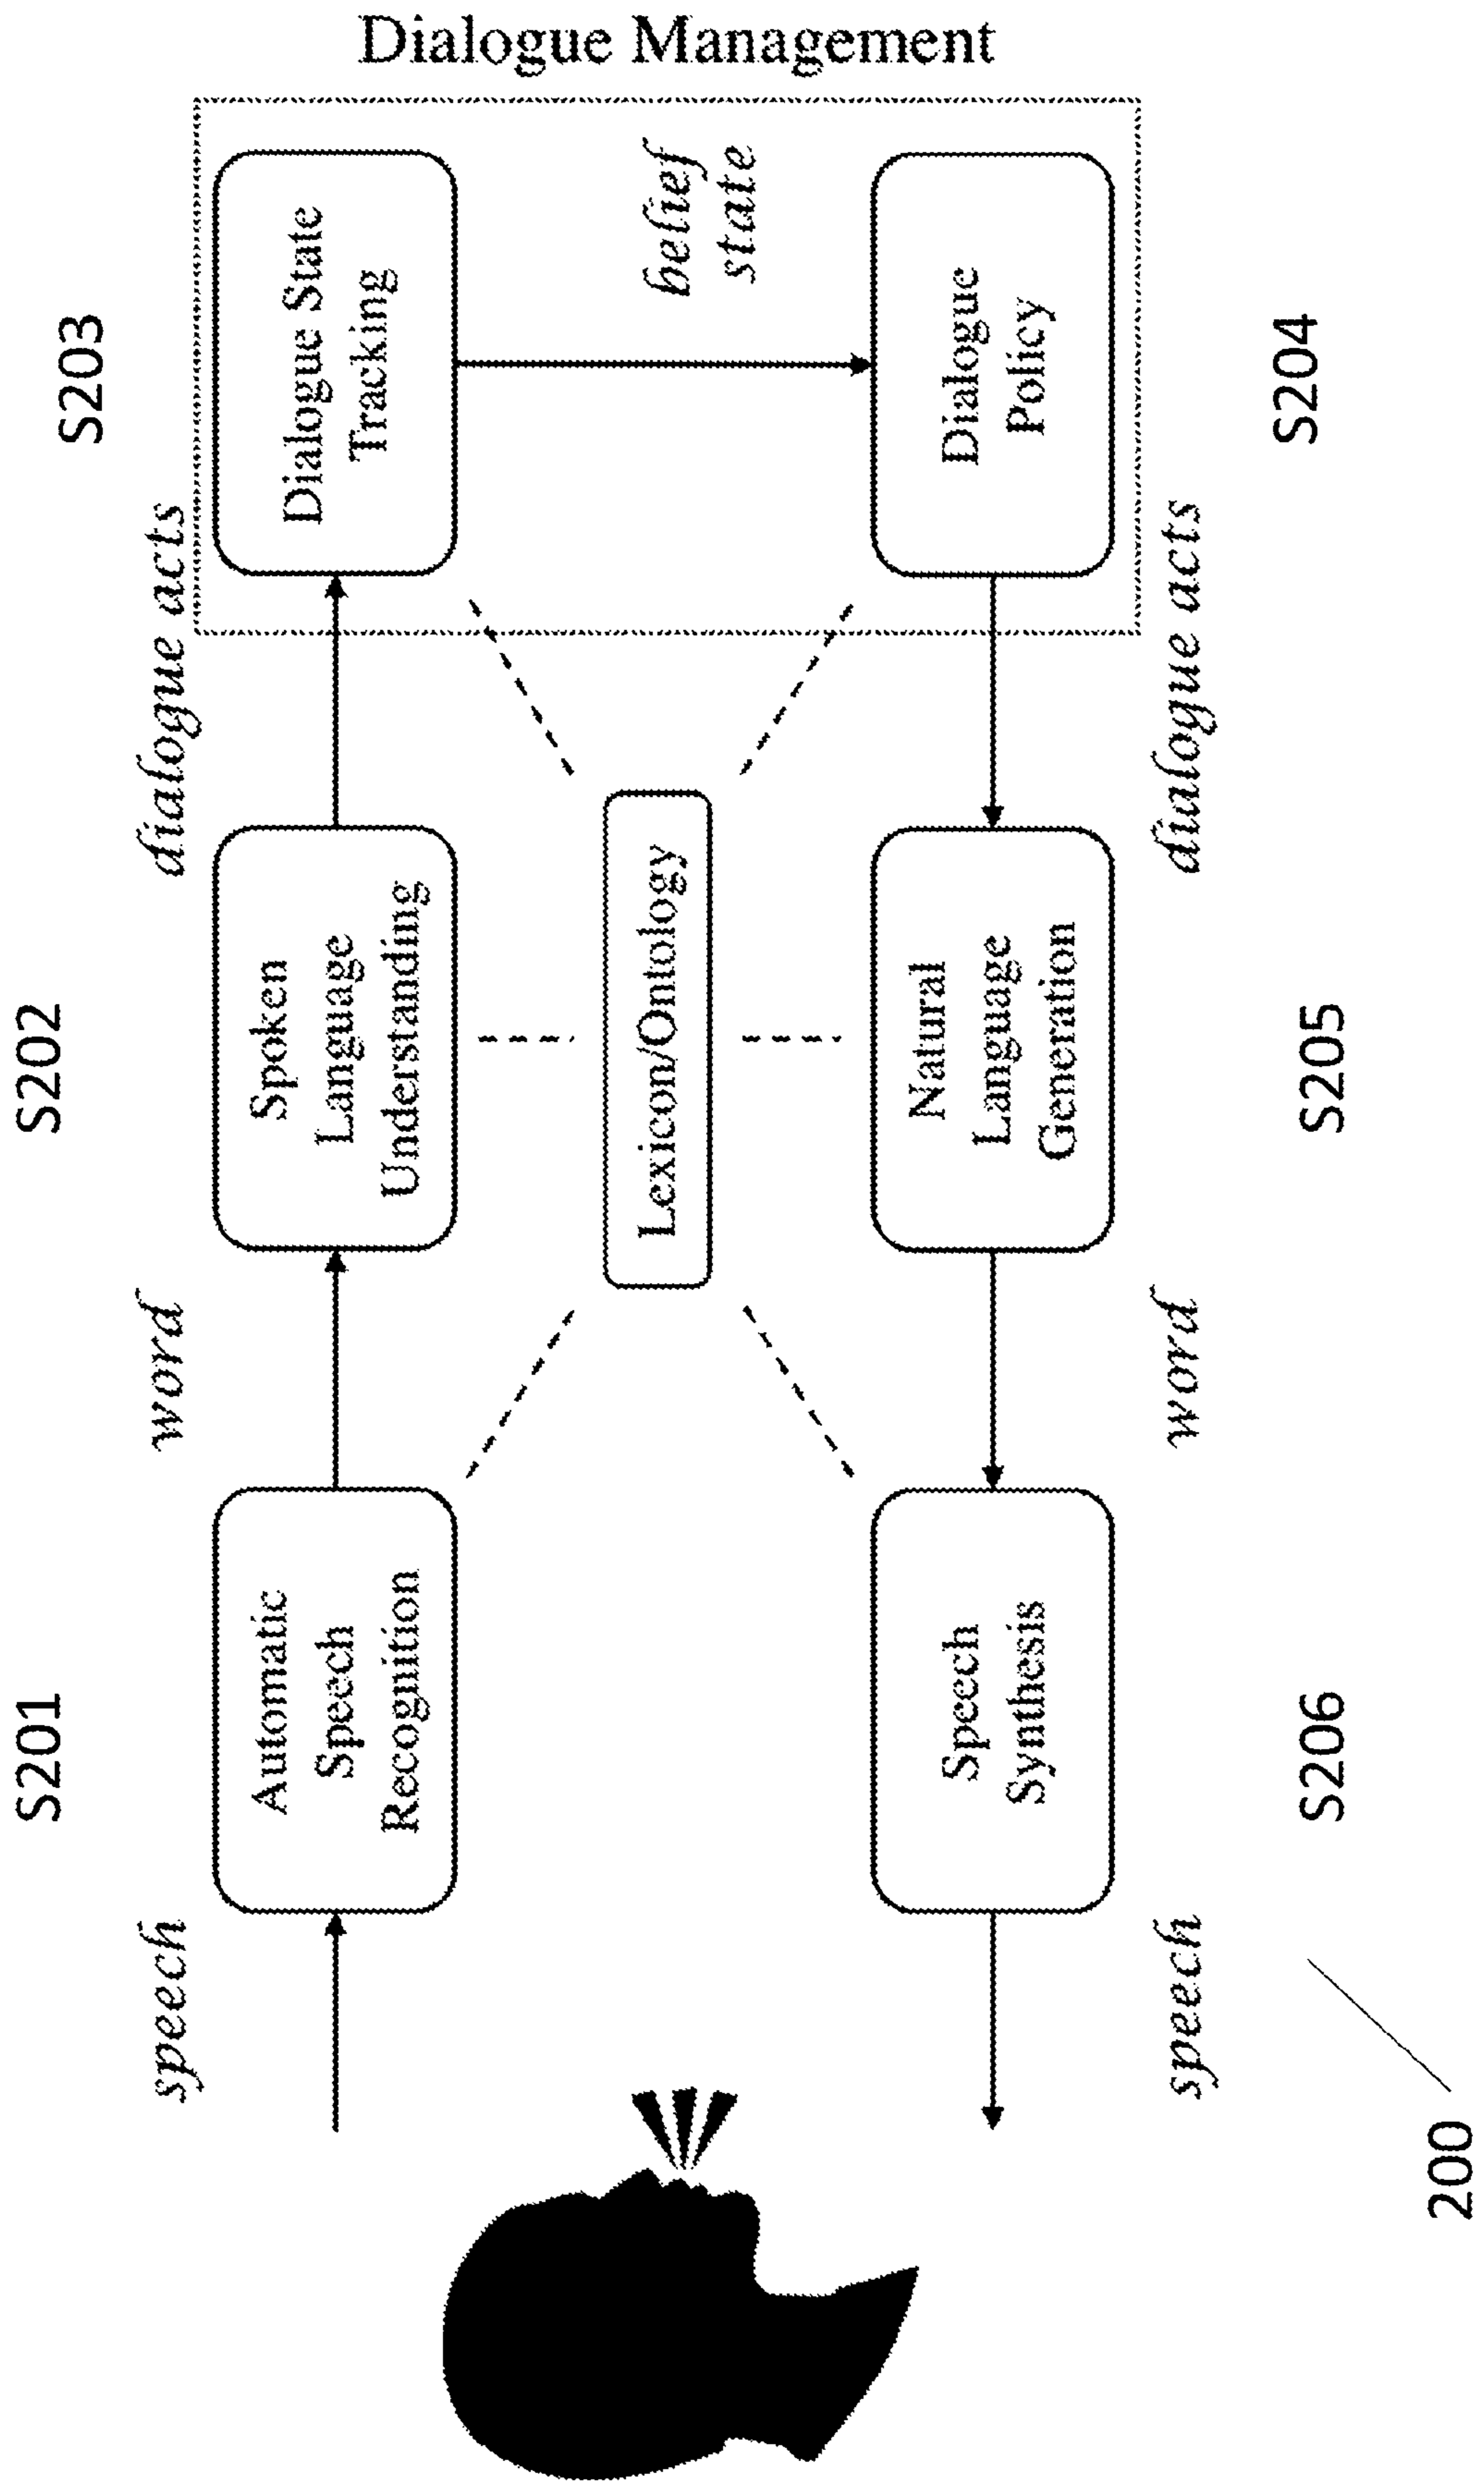 S201
S202
S203
speech
word
dialogue acts
Automatic
Speech
Recognition
Spoken
Language
Understanding
Dialogue State
Tracking
Lexicon/Ontology
belief
state
Dialogue Management
Speech
Synthesis
Natural
Language
Generation
Dialogue
Policy
speech
word
dialogue acts
S206
S205
S204
200